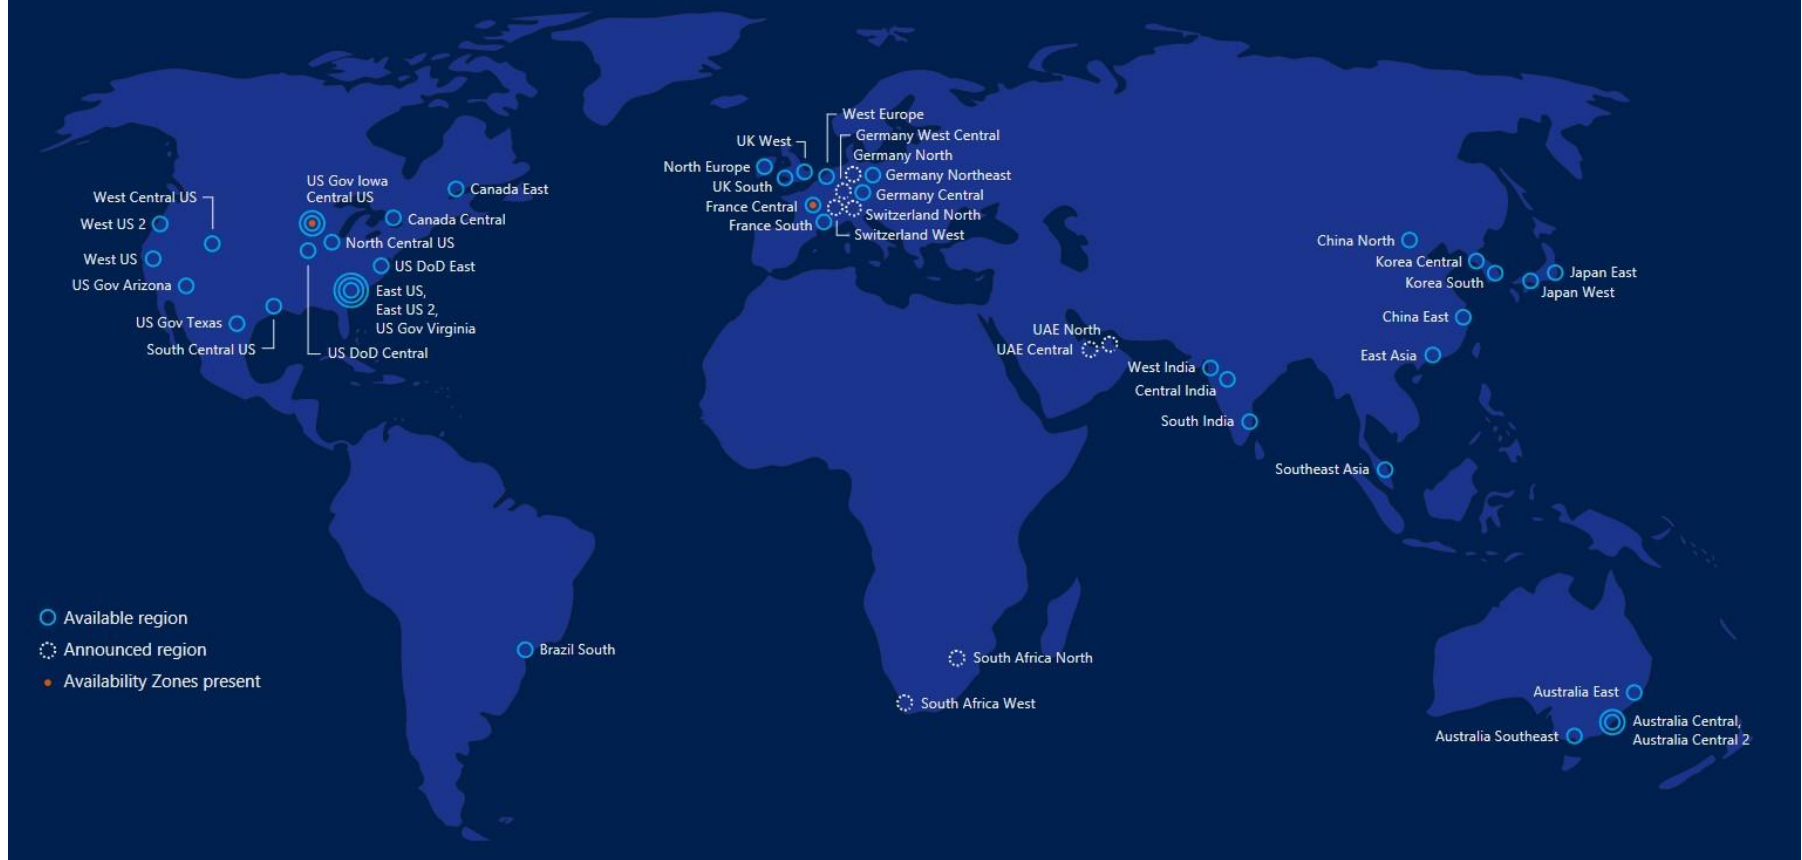 West Europe
Germany West Central
UK West
Germany North
North Europe
Germany Northeast
UK South
Germany Central
France Central
Switzerland North
France South
Switzerland West
US Gov Iowa
Central US
Canada East
West Central US
West US 2
Canada Central
North Central US
West US
US DoD East
US Gov Arizona
East US,
East US 2,
US Gov Virginia
US Gov Texas
South Central US
US DoD Central
China North
Korea Central
Japan East
Korea South
Japan West
China East
UAE North
UAE Central
East Asia
West India
Central India
South India
Southeast Asia
Available region
Announced region
Availability Zones present
Brazil South
South Africa North
South Africa West
Australia East
Australia Central,
Australia Southeast
Australia Central 2